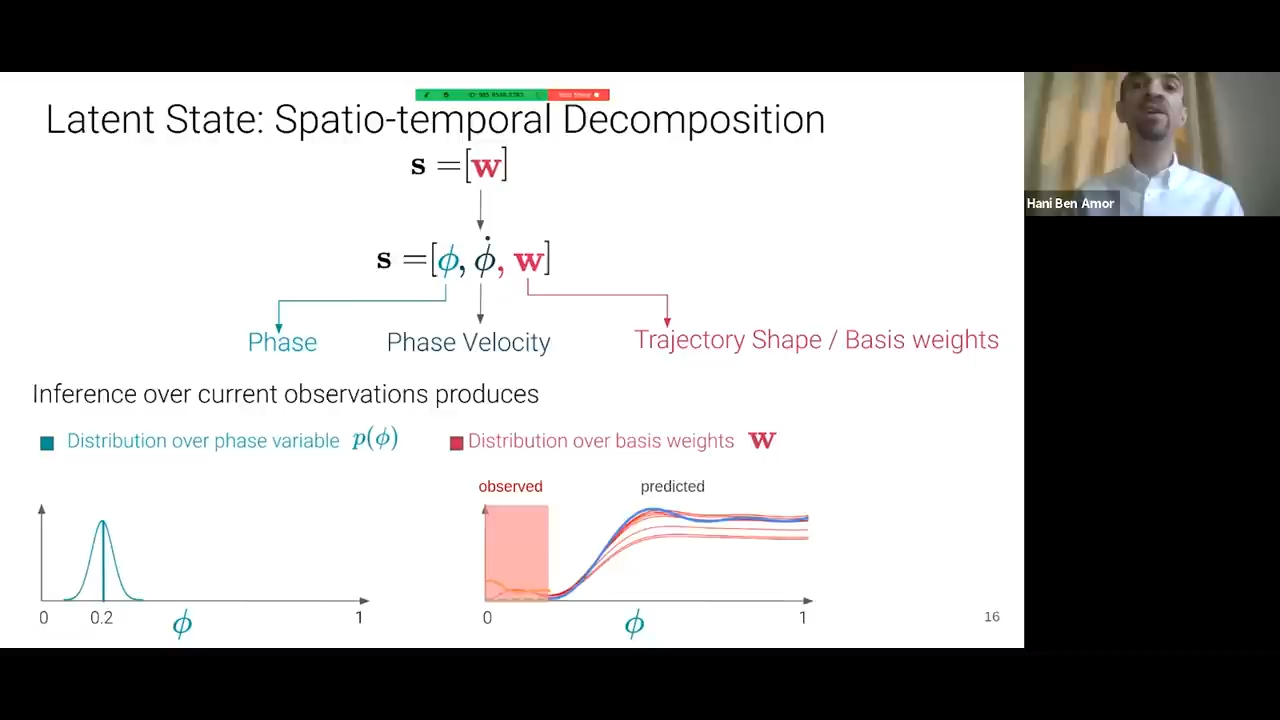 Latent State: Spatio-temporal Decomposition
s =[w]
s =[ϕ, ϕ̇, w]
Phase
Phase Velocity
Trajectory Shape / Basis weights
Inference over current observations produces
Distribution over phase variable p(ϕ)
Distribution over basis weights w
observed
predicted
0
0.2
ϕ
1
0
ϕ
1
16
Hani Ben Amor